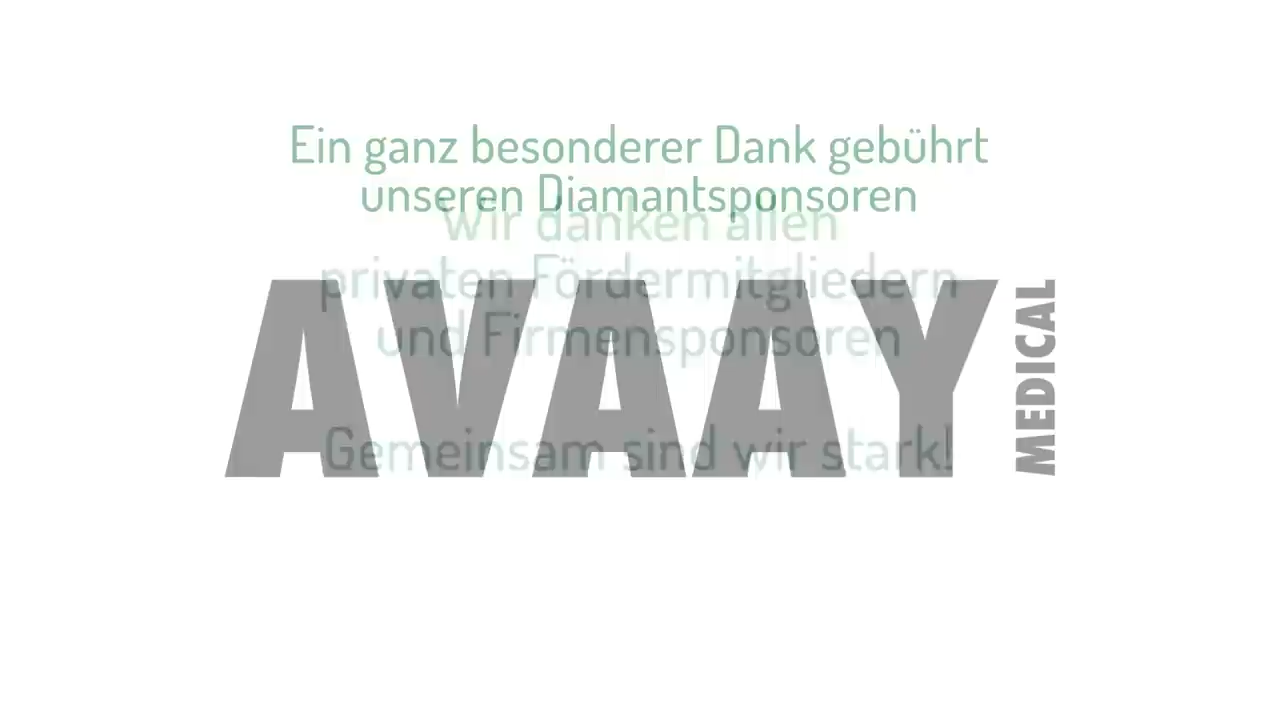 Ein ganz besonderer Dank gebührt
unseren Diamantsponsoren
Wir danken allen
privaten Fördermitgliedern
und Firmensponsoren
AVAAY
MEDICAL
Gemeinsam sind wir stark!